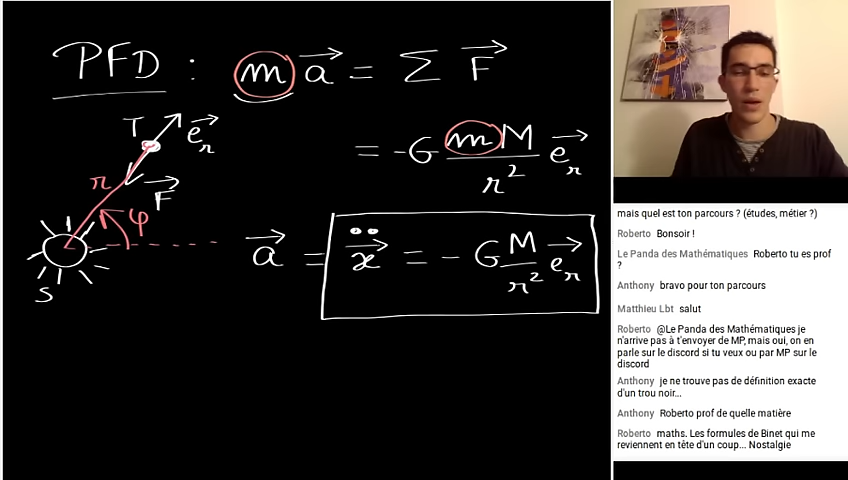 PFD : m a⃗ = Σ F⃗
= -G mM/r² e⃗r
T
e⃗r
r
F⃗
φ
S
a⃗ = ẍ⃗ = - G M/r² e⃗r
mais quel est ton parcours ? (études, métier ?)
Roberto Bonsoir !
Le Panda des Mathématiques Roberto tu es prof
?
Anthony bravo pour ton parcours
Matthieu Lbt salut
Roberto @Le Panda des Mathématiques je
n'arrive pas à t'envoyer de MP, mais oui, on en
parle sur le discord si tu veux ou par MP sur le
discord
Anthony je ne trouve pas de définition exacte
d'un trou noir...
Anthony Roberto prof de quelle matière
Roberto maths. Les formules de Binet qui me
reviennent en tête d'un coup... Nostalgie